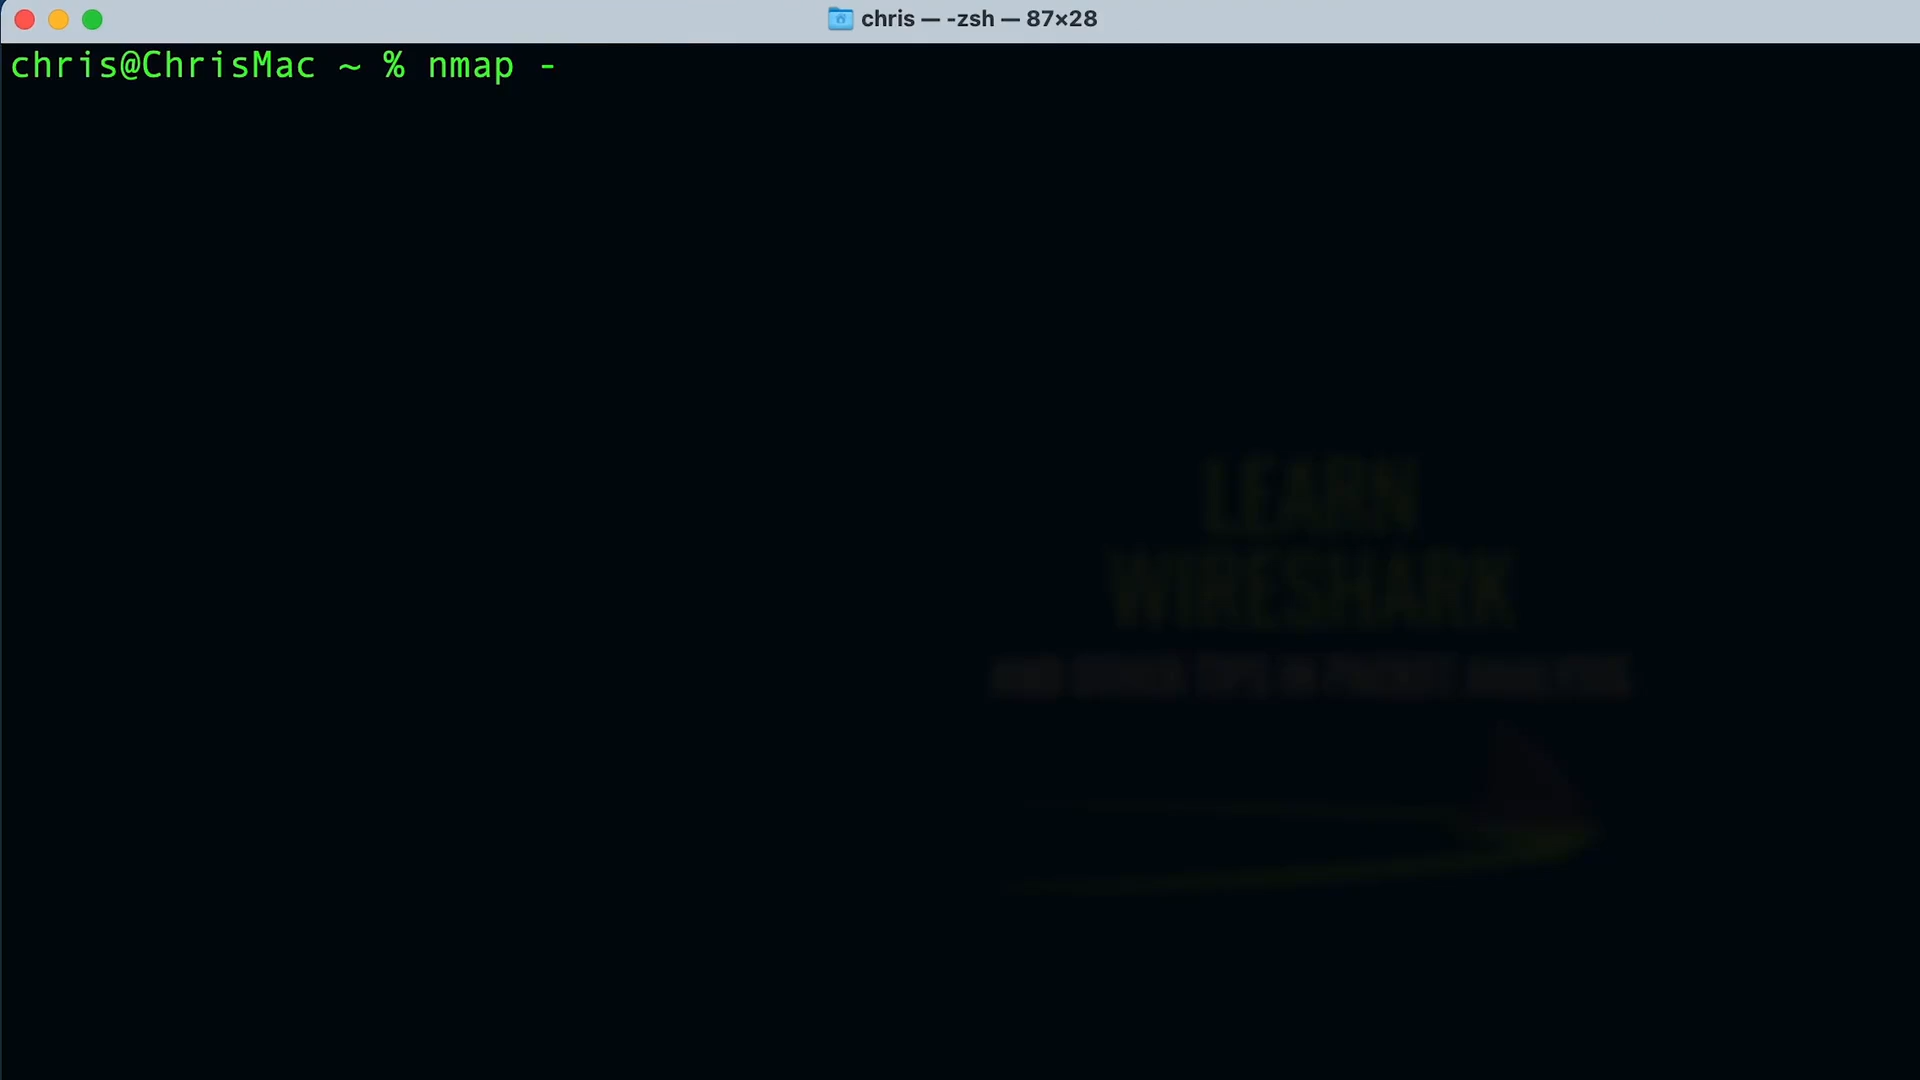 chris — -zsh — 87×28
chris@ChrisMac ~ % nmap -
LEARN
WIRESHARK